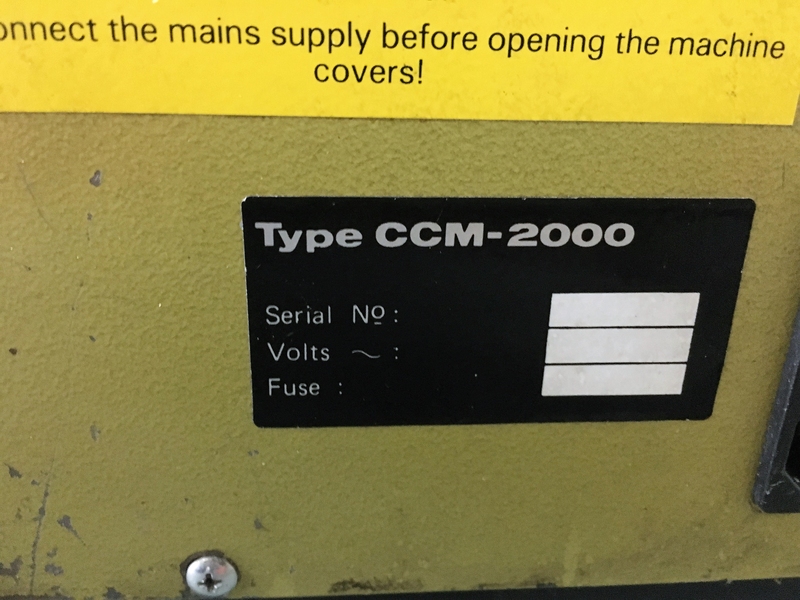 onnect the mains supply before opening the machine
covers!
Type CCM-2000
Serial Nº :
Volts ~ :
Fuse :